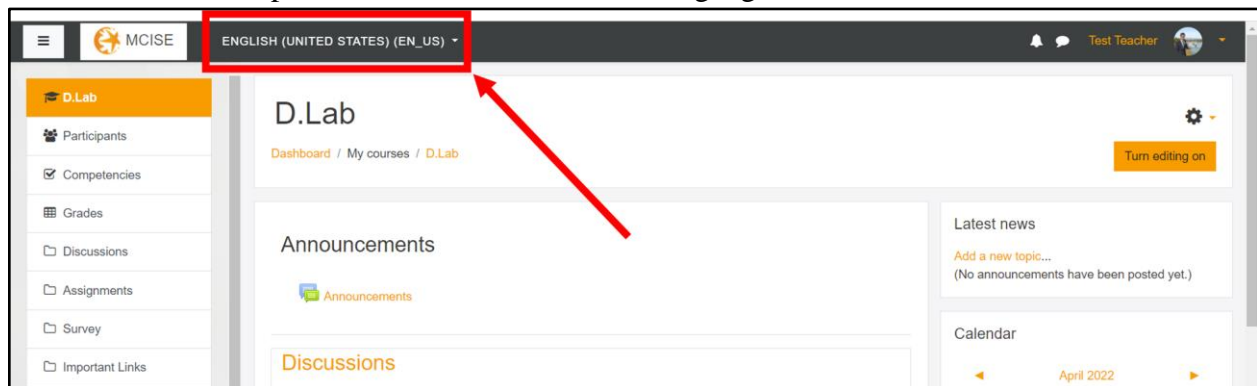 MCISE
ENGLISH (UNITED STATES) (EN_US)
Test Teacher
D.Lab
Participants
Competencies
Grades
Discussions
Assignments
Survey
Important Links
D.Lab
Dashboard / My courses / D.Lab
Turn editing on
Announcements
Announcements
Discussions
Latest news
Add a new topic...
(No announcements have been posted yet.)
Calendar
◄ April 2022 ►